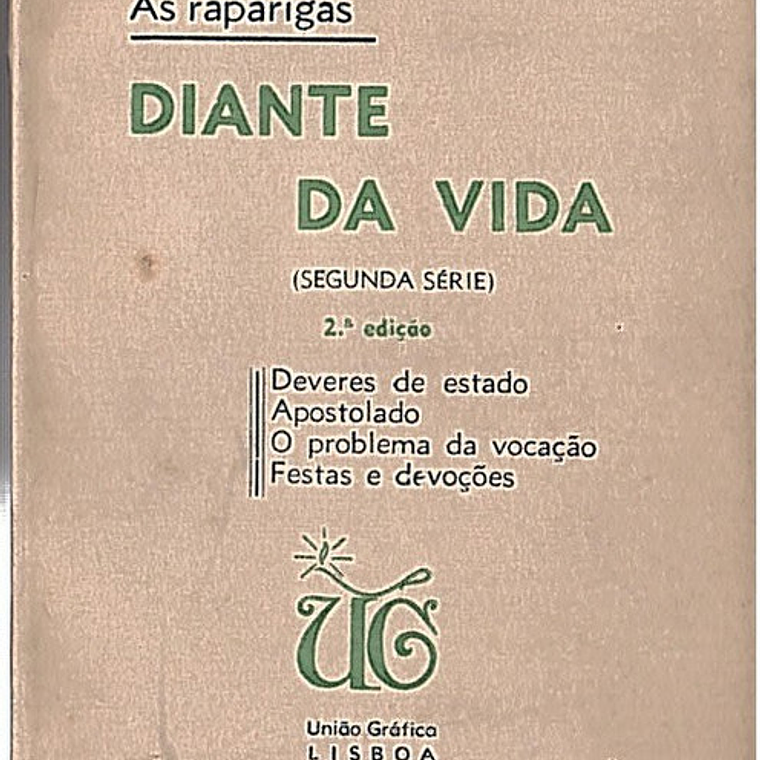 Às raparigas
DIANTE
DA VIDA
(SEGUNDA SÉRIE)
2.ª edição
Deveres de estado
Apostolado
O problema da vocação
Festas e devoções
UG
União Gráfica
LISBOA